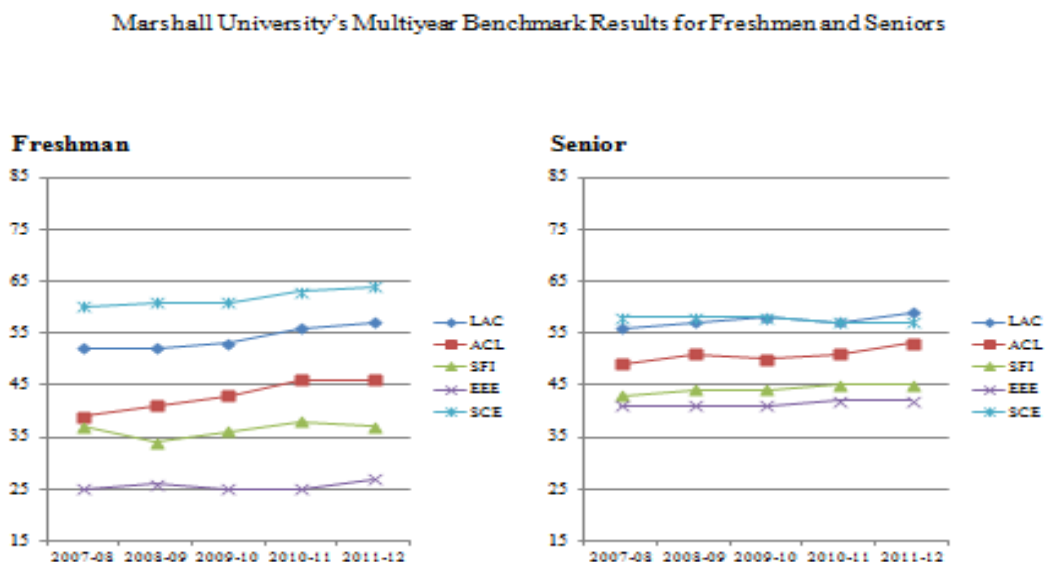 Marshall University's Multiyear Benchmark Results for Freshmen and Seniors
Freshman
85
75
65
55
45
35
25
15
2007-08 2008-09 2009-10 2010-11 2011-12
LAC
ACL
SFI
EEE
SCE
Senior
85
75
65
55
45
35
25
15
2007-08 2008-09 2009-10 2010-11 2011-12
LAC
ACL
SFI
EEE
SCE